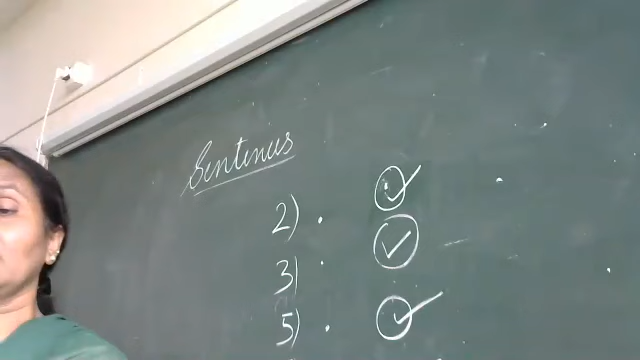 Sentences
2) . ✓
3) . ✓
5) . ✓